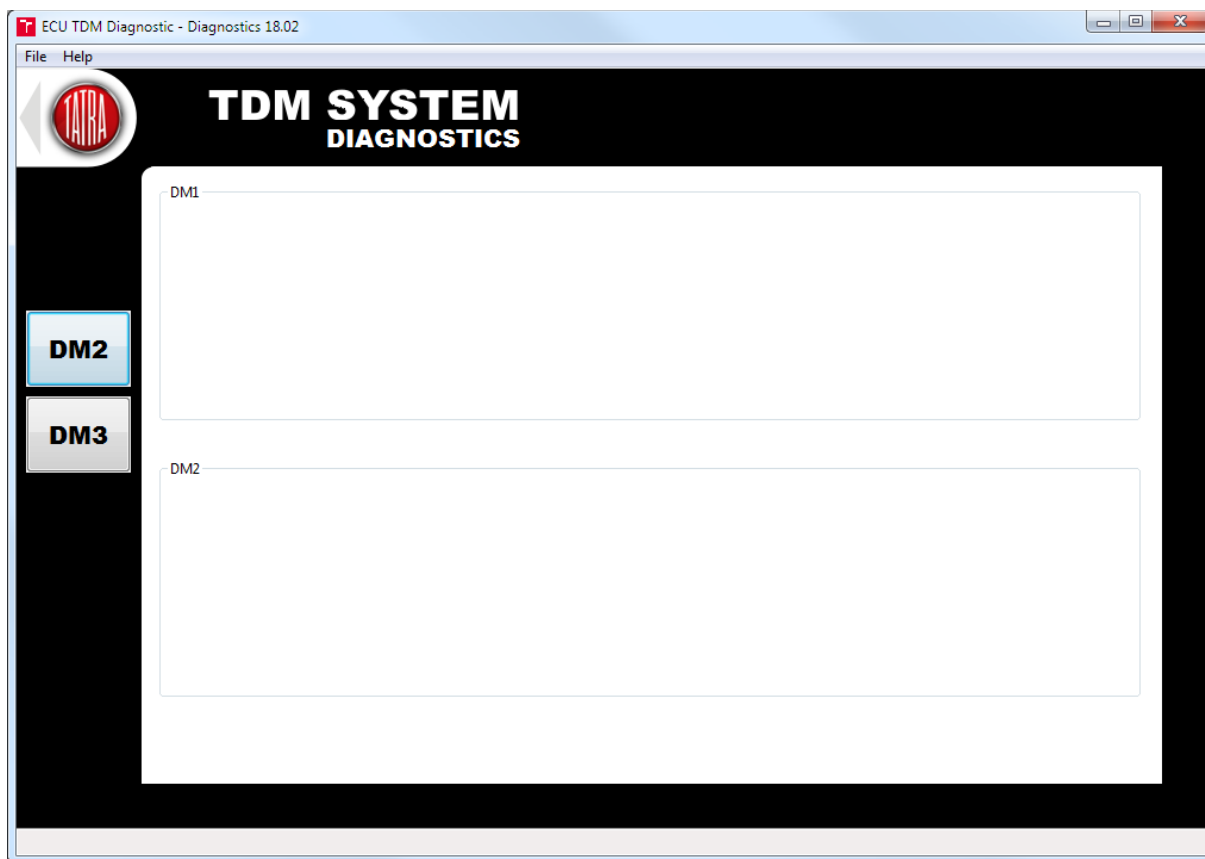 ECU TDM Diagnostic - Diagnostics 18.02
File Help
TATRA
TDM SYSTEM
DIAGNOSTICS
DM1
DM2
DM3
DM2